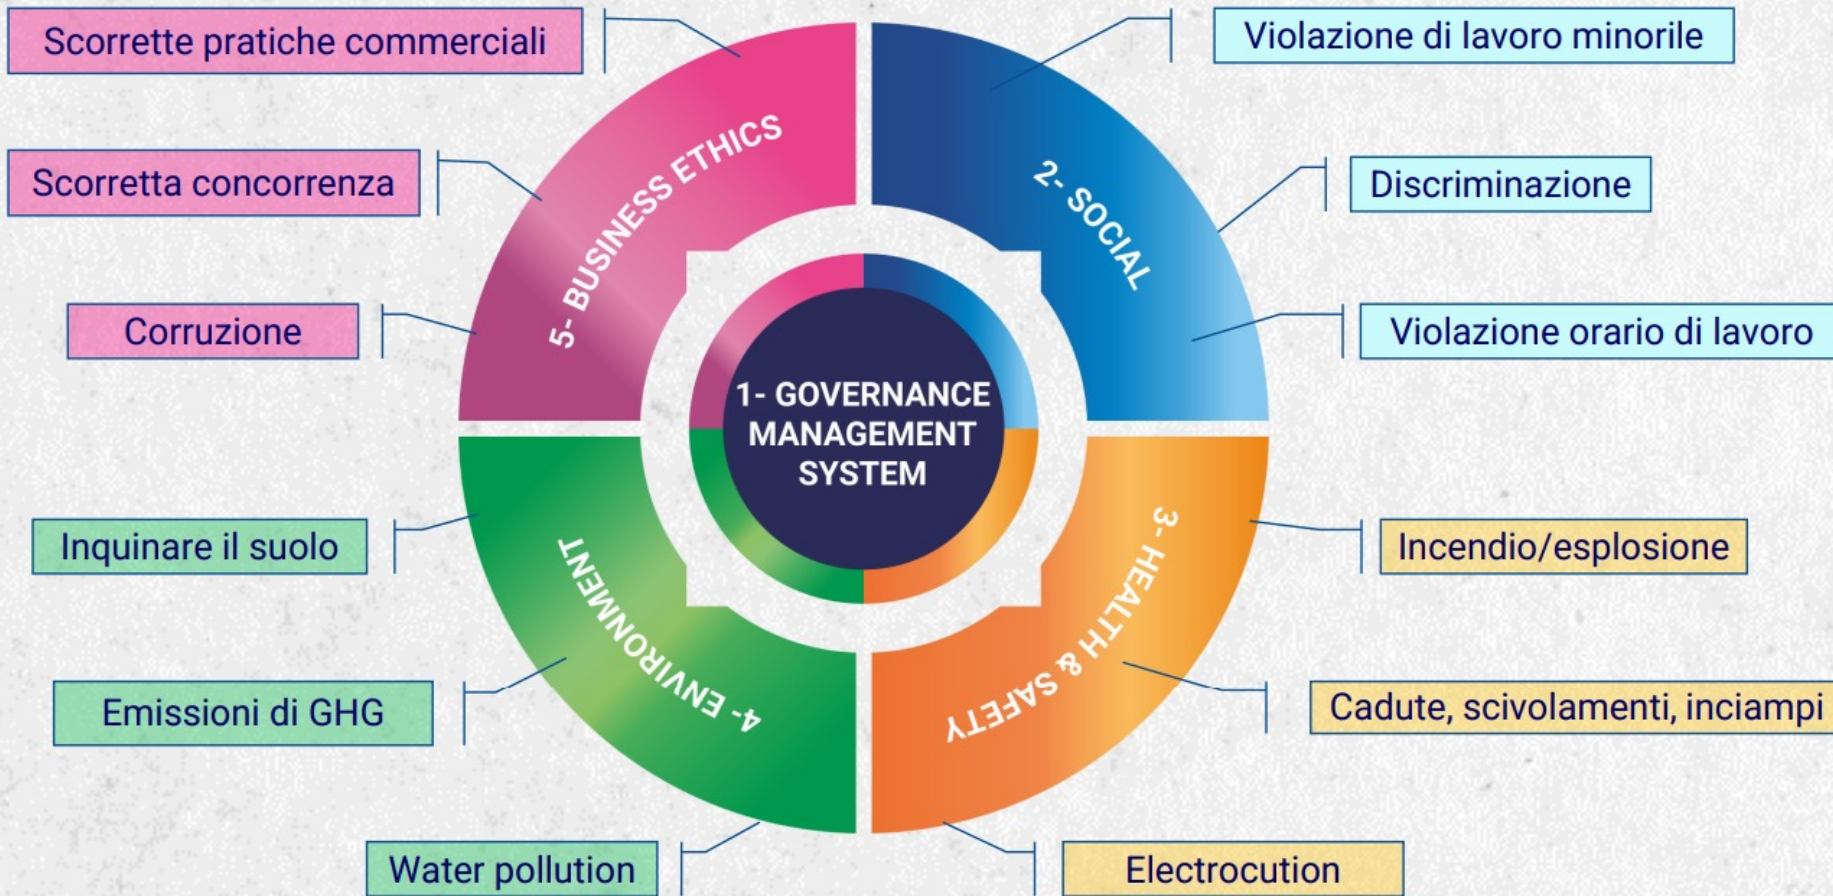 Scorrette pratiche commerciali
Violazione di lavoro minorile
Scorretta concorrenza
5- BUSINESS ETHICS
2- SOCIAL
Discriminazione
Corruzione
Violazione orario di lavoro
1- GOVERNANCE
MANAGEMENT
SYSTEM
Inquinare il suolo
4- ENVIRONMENT
3- HEALTH & SAFETY
Incendio/esplosione
Emissioni di GHG
Cadute, scivolamenti, inciampi
Water pollution
Electrocution